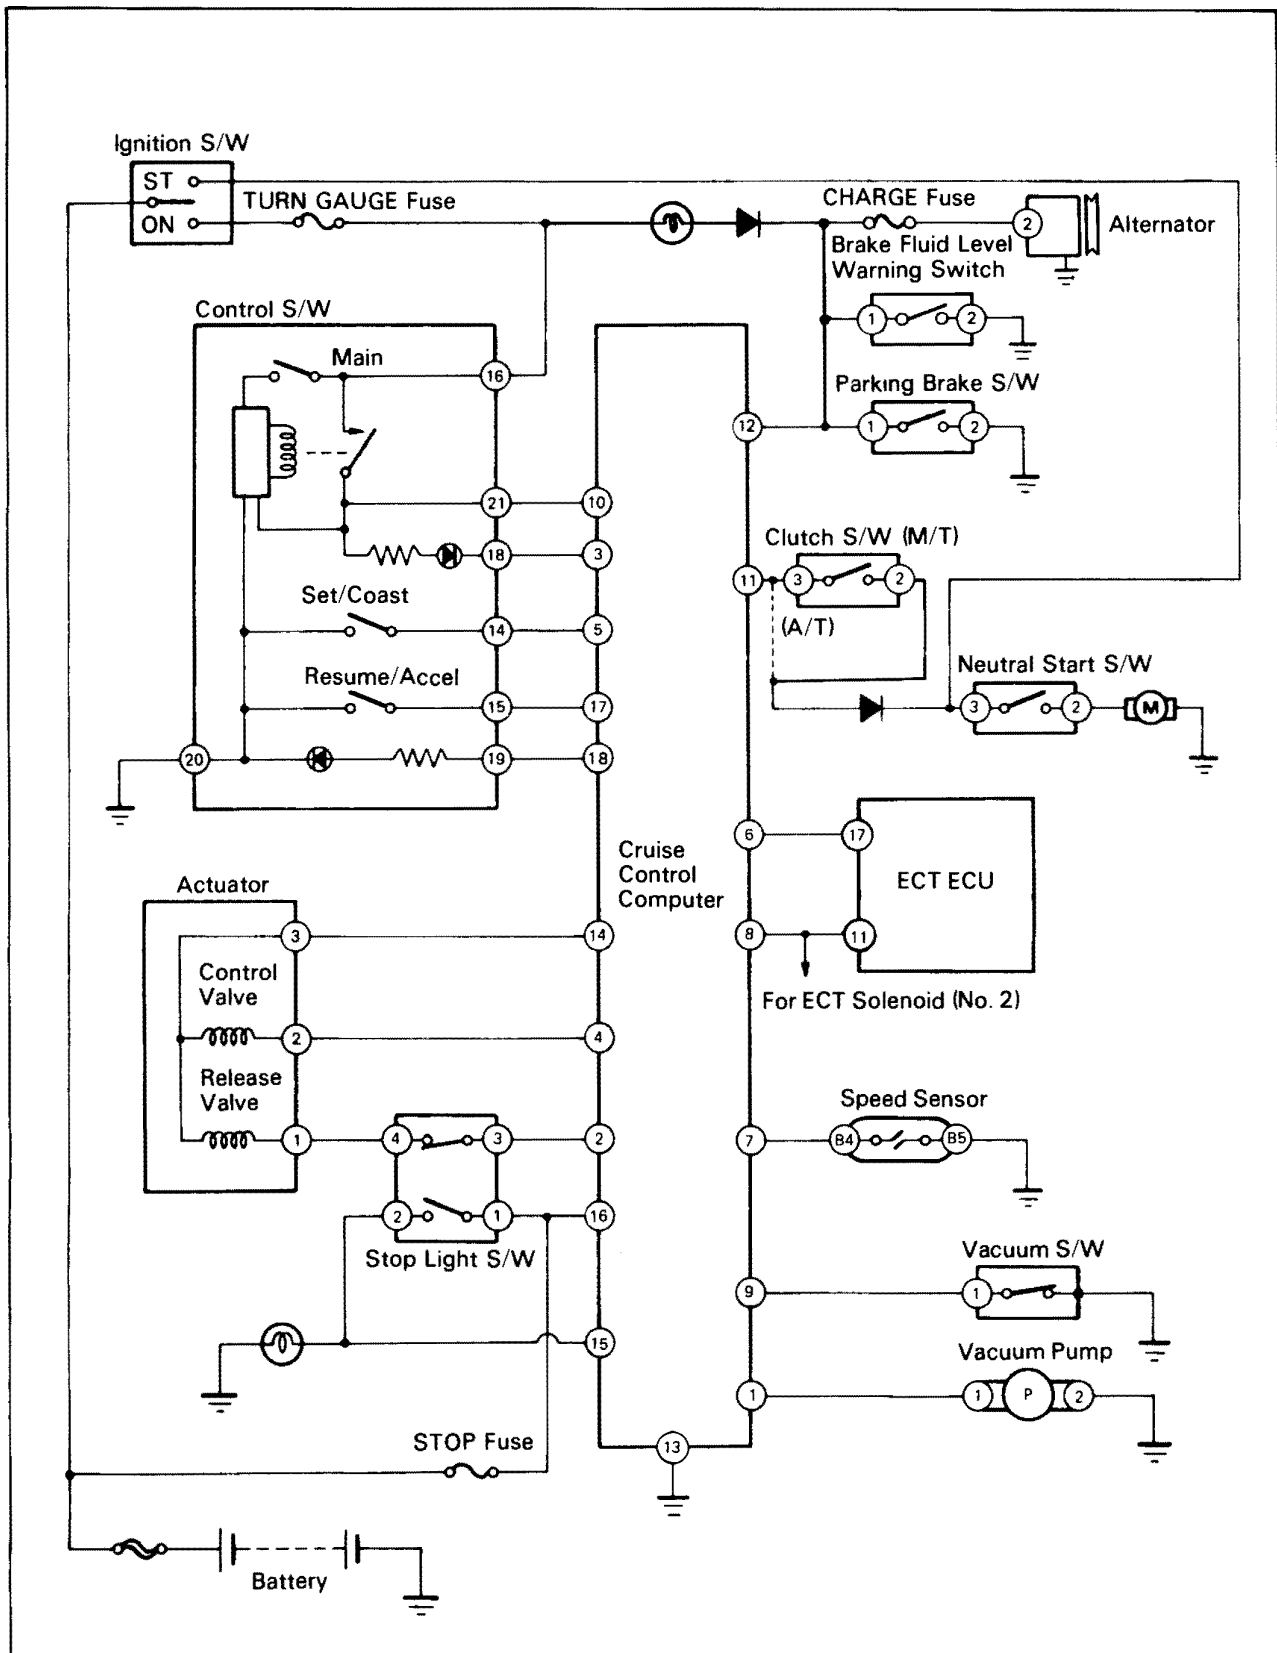 Ignition S/W
ST
TURN GAUGE Fuse
ON
CHARGE Fuse
2
Alternator
Brake Fluid Level
Warning Switch
1 2
Control S/W
Main
16
Parking Brake S/W
12 1 2
21 10
Clutch S/W (M/T)
18 3
11 3 2
Set/Coast
(A/T)
14 5
Neutral Start S/W
Resume/Accel
15 17
3 2 M
20 19 18
6 17
Cruise
Control
Computer
ECT ECU
Actuator
3 14
8 11
Control
Valve
For ECT Solenoid (No. 2)
2 4
Release
Valve
Speed Sensor
1 4 3 2
7 B4 B5
2 1 16
Stop Light S/W
Vacuum S/W
9 1
15
Vacuum Pump
1 1 P 2
STOP Fuse
13
Battery